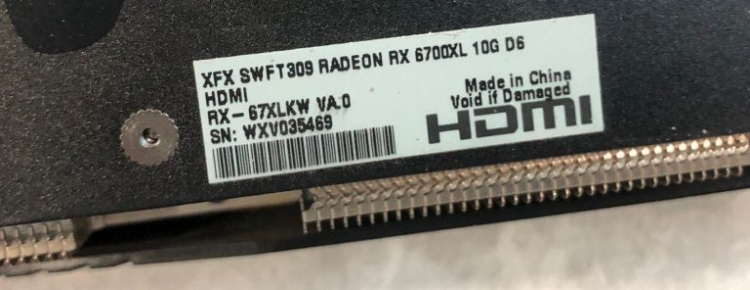 XFX SWFT309 RADEON RX 6700XL 10G D6
HDMI
RX-67XLKW VA.0
SN: WXV035469
Made in China
Void if Damaged
HDMI